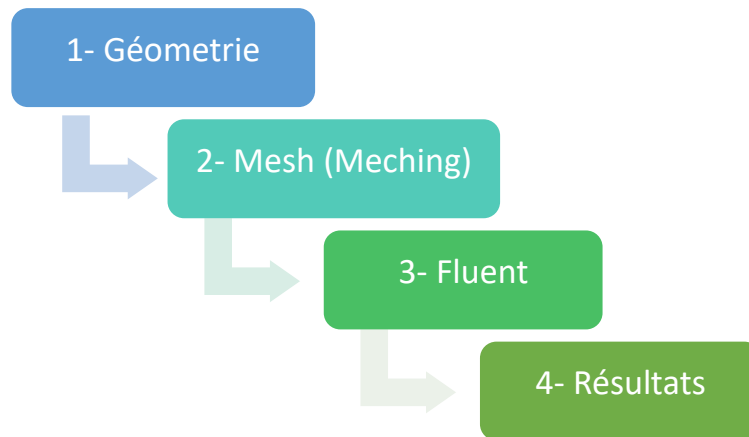 1- Géometrie
2- Mesh (Meching)
3- Fluent
4- Résultats